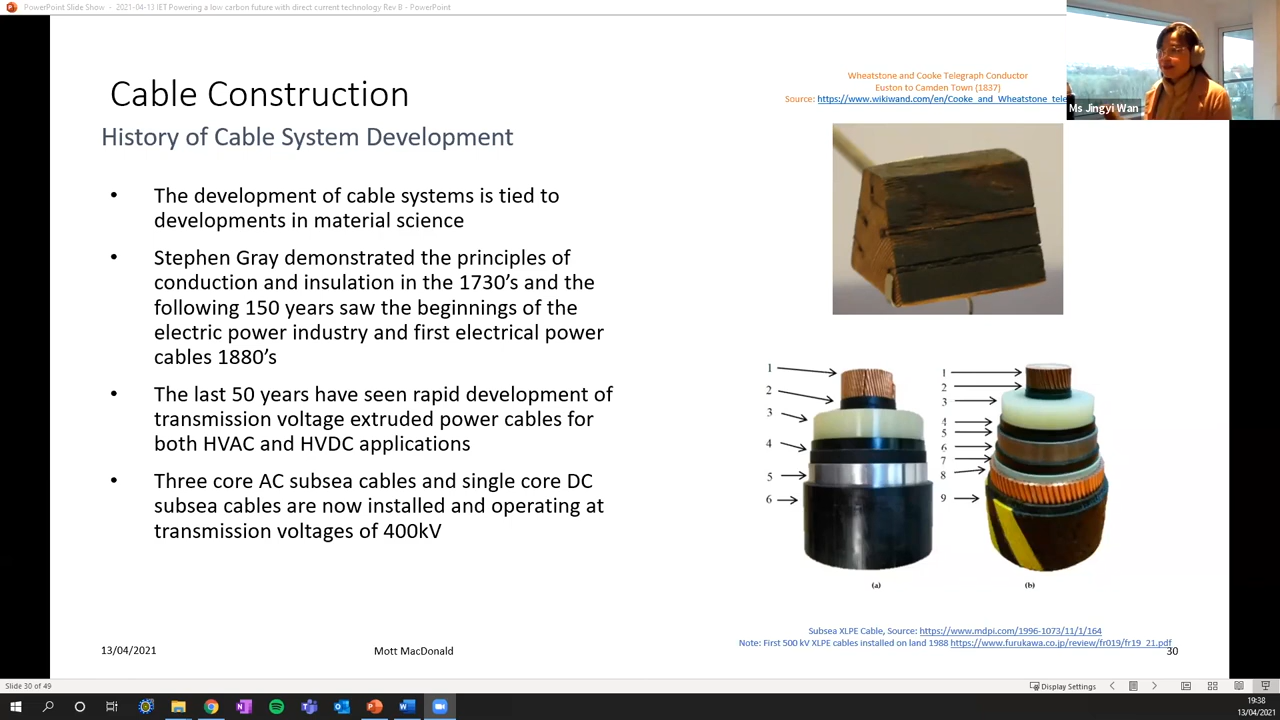 PowerPoint Slide Show - 2021-04-13 IET Powering a low carbon future with direct current technology Rev B - PowerPoint
Cable Construction
History of Cable System Development
• The development of cable systems is tied to
developments in material science
• Stephen Gray demonstrated the principles of
conduction and insulation in the 1730's and the
following 150 years saw the beginnings of the
electric power industry and first electrical power
cables 1880's
• The last 50 years have seen rapid development of
transmission voltage extruded power cables for
both HVAC and HVDC applications
• Three core AC subsea cables and single core DC
subsea cables are now installed and operating at
transmission voltages of 400kV
Wheatstone and Cooke Telegraph Conductor
Euston to Camden Town (1837)
Source: https://www.wikiwand.com/en/Cooke_and_Wheatstone_tele
Ms Jingyi Wan
1
2
3
4
5
6
(a)
1
2
3
4
5
6
7
8
9
(b)
Subsea XLPE Cable, Source: https://www.mdpi.com/1996-1073/11/1/164
Note: First 500 kV XLPE cables installed on land 1988 https://www.furukawa.co.jp/review/fr019/fr19_21.pdf
13/04/2021
Mott MacDonald
30
Slide 30 of 49
Display Settings
19:38
13/04/2021